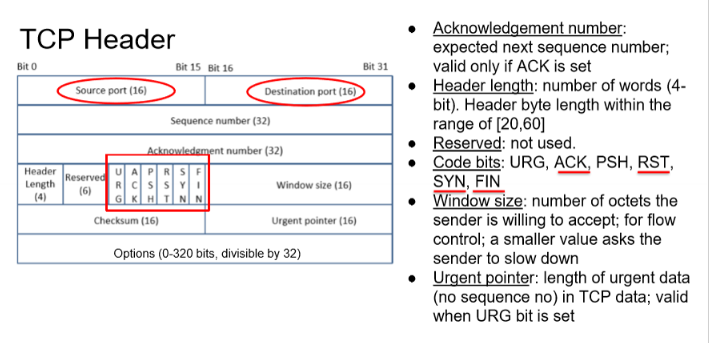 TCP Header
Bit 0
Bit 15
Bit 16
Bit 31
Source port (16)
Destination port (16)
Sequence number (32)
Acknowledgment number (32)
Header
Length
(4)
Reserved
(6)
U A P R S F
R C S S Y I
G K H T N N
Window size (16)
Checksum (16)
Urgent pointer (16)
Options (0-320 bits, divisible by 32)
• Acknowledgement number:
expected next sequence number;
valid only if ACK is set
• Header length: number of words (4-
bit). Header byte length within the
range of [20,60]
• Reserved: not used.
• Code bits: URG, ACK, PSH, RST,
SYN, FIN
• Window size: number of octets the
sender is willing to accept; for flow
control; a smaller value asks the
sender to slow down
• Urgent pointer: length of urgent data
(no sequence no) in TCP data; valid
when URG bit is set